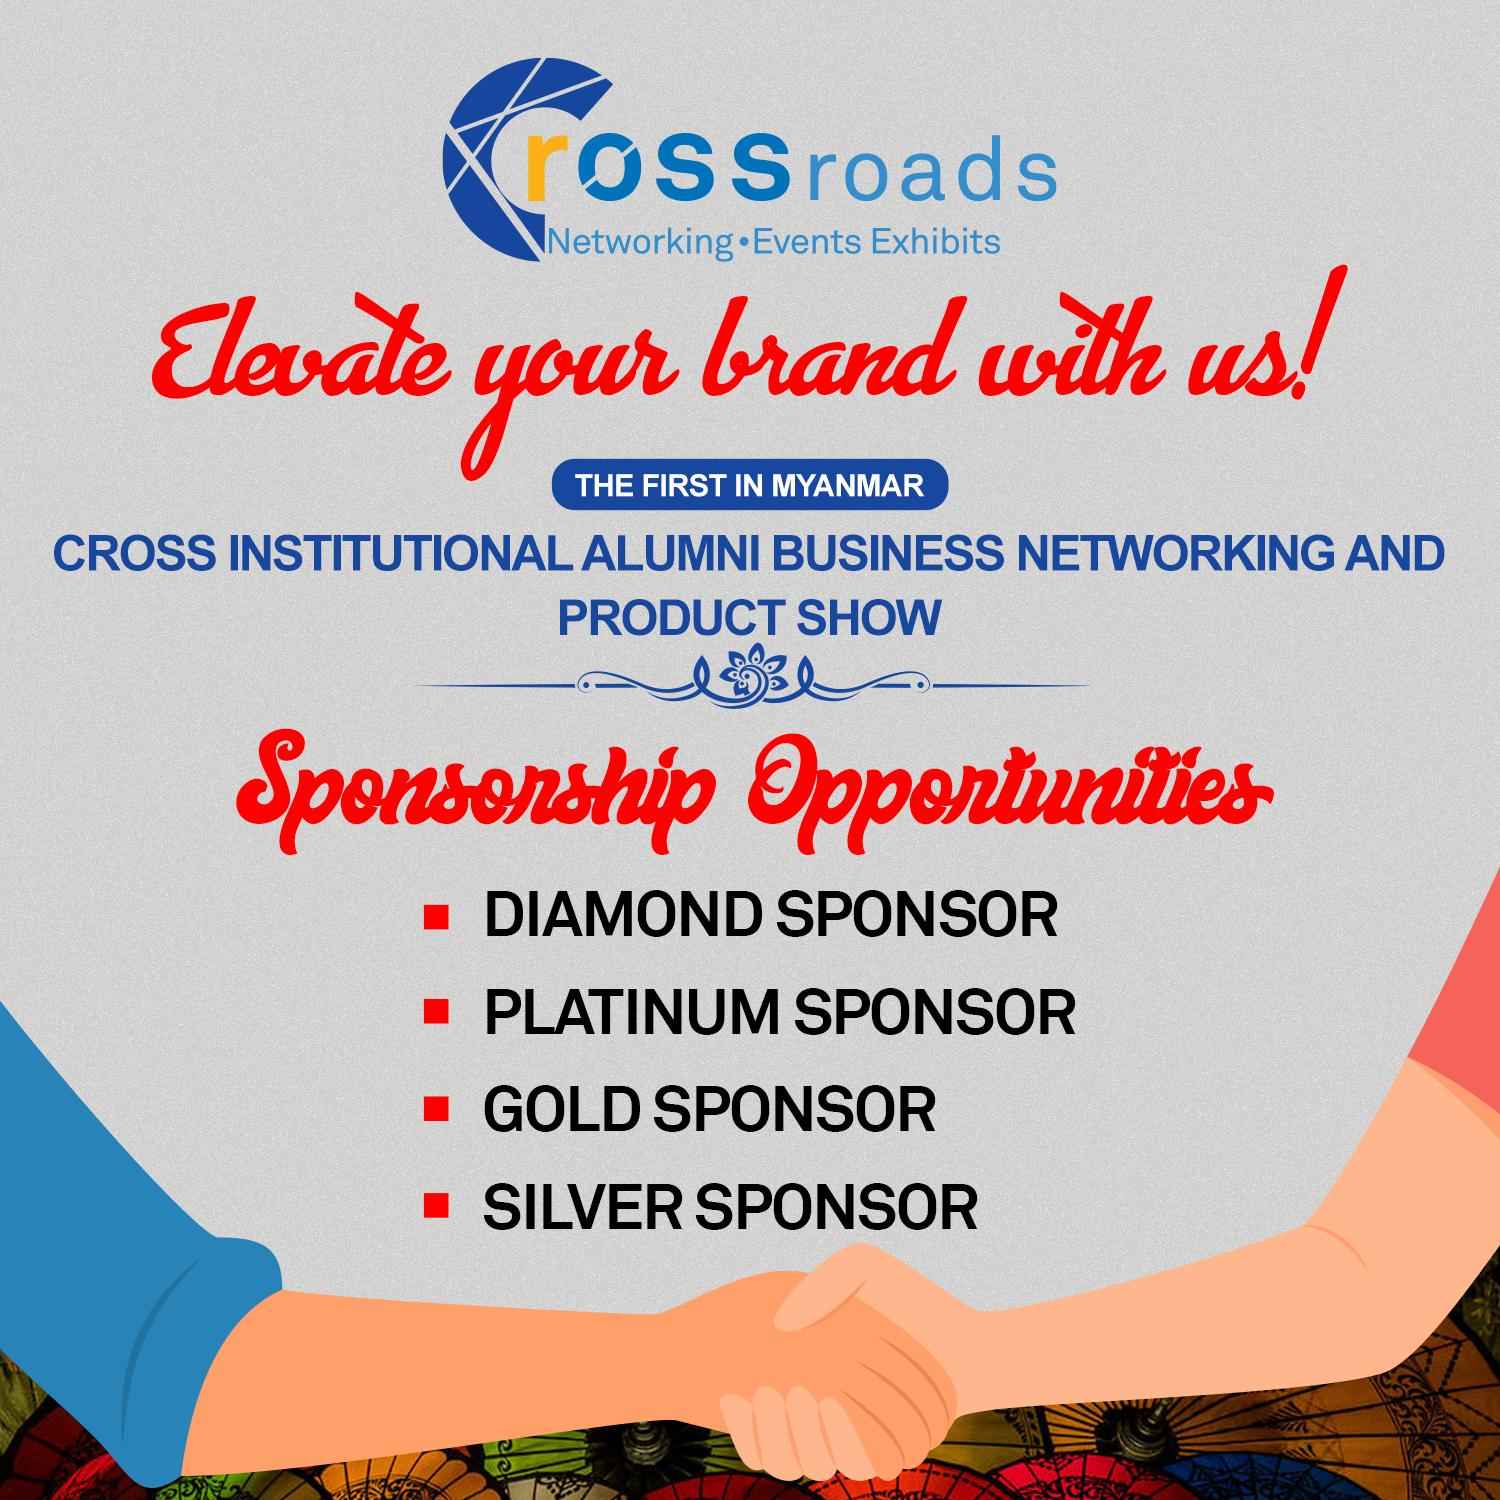 Crossroads
Networking•Events Exhibits
Elevate your brand with us!
THE FIRST IN MYANMAR
CROSS INSTITUTIONAL ALUMNI BUSINESS NETWORKING AND
PRODUCT SHOW
Sponsorship Opportunities
▪ DIAMOND SPONSOR
▪ PLATINUM SPONSOR
▪ GOLD SPONSOR
▪ SILVER SPONSOR